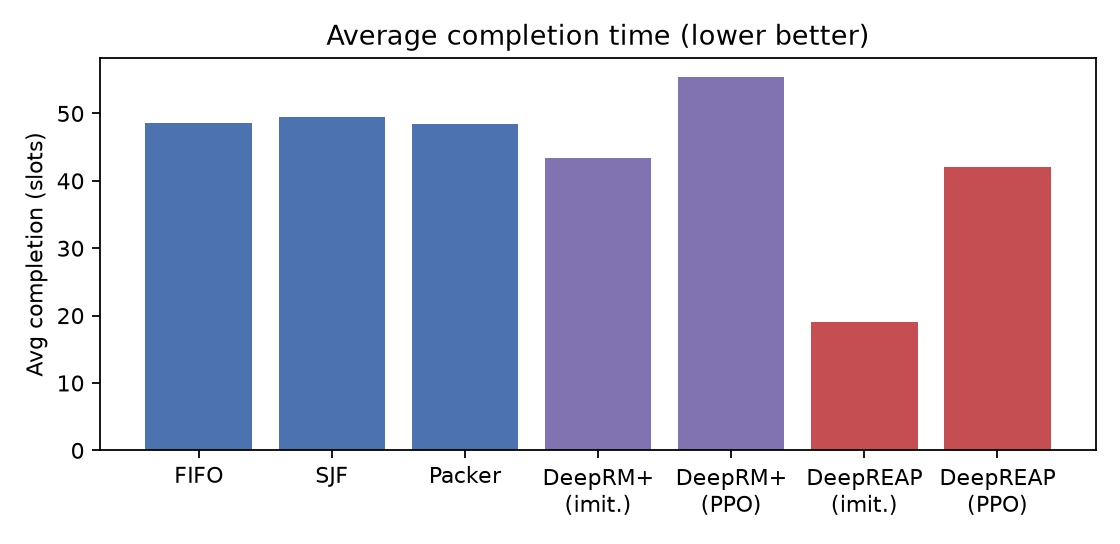 Average completion time (lower better)
Avg completion (slots)
50
40
30
20
10
0
FIFO
SJF
Packer
DeepRM+
(imit.)
DeepRM+
(PPO)
DeepREAP
(imit.)
DeepREAP
(PPO)